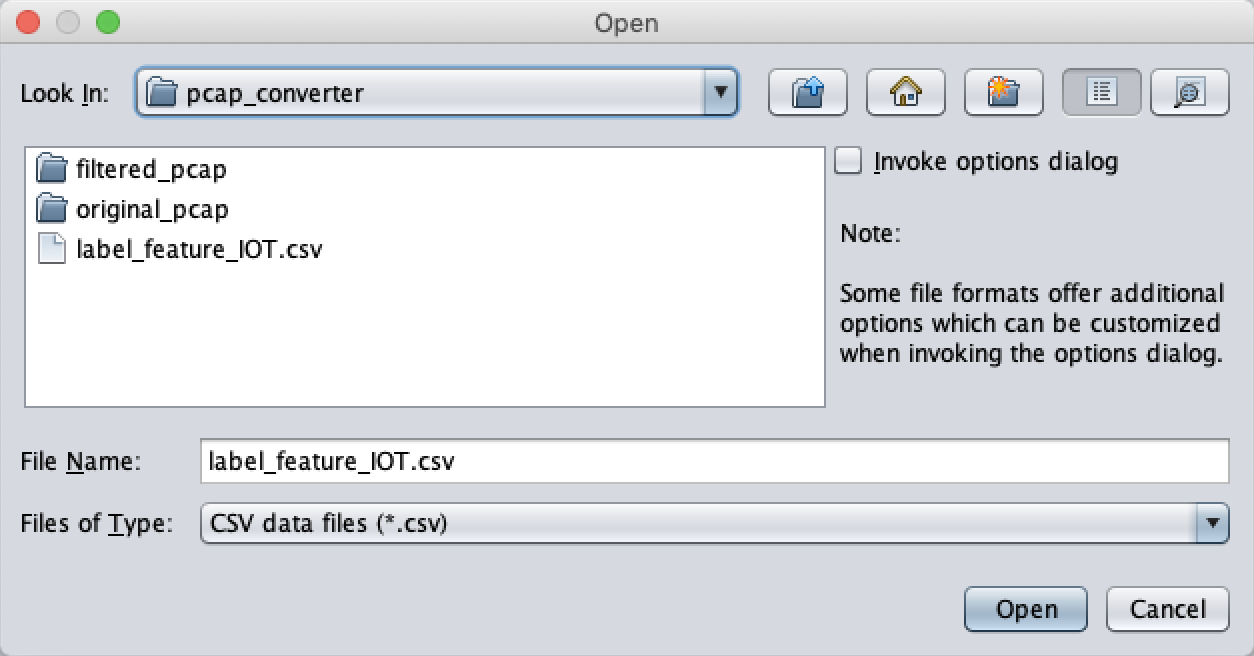 Open
Look In: pcap_converter
filtered_pcap
original_pcap
label_feature_IOT.csv
Invoke options dialog
Note:
Some file formats offer additional
options which can be customized
when invoking the options dialog.
File Name: label_feature_IOT.csv
Files of Type: CSV data files (*.csv)
Open Cancel